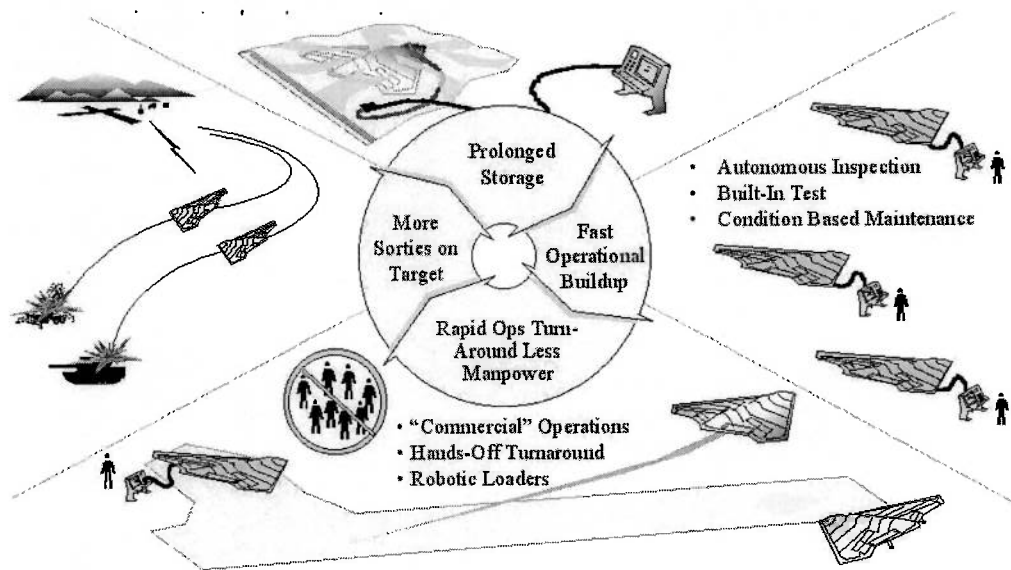 Prolonged
Storage
More
Sorties on
Target
Fast
Operational
Buildup
Rapid Ops Turn-
Around Less
Manpower
• Autonomous Inspection
• Built-In Test
• Condition Based Maintenance
• “Commercial” Operations
• Hands-Off Turnaround
• Robotic Loaders